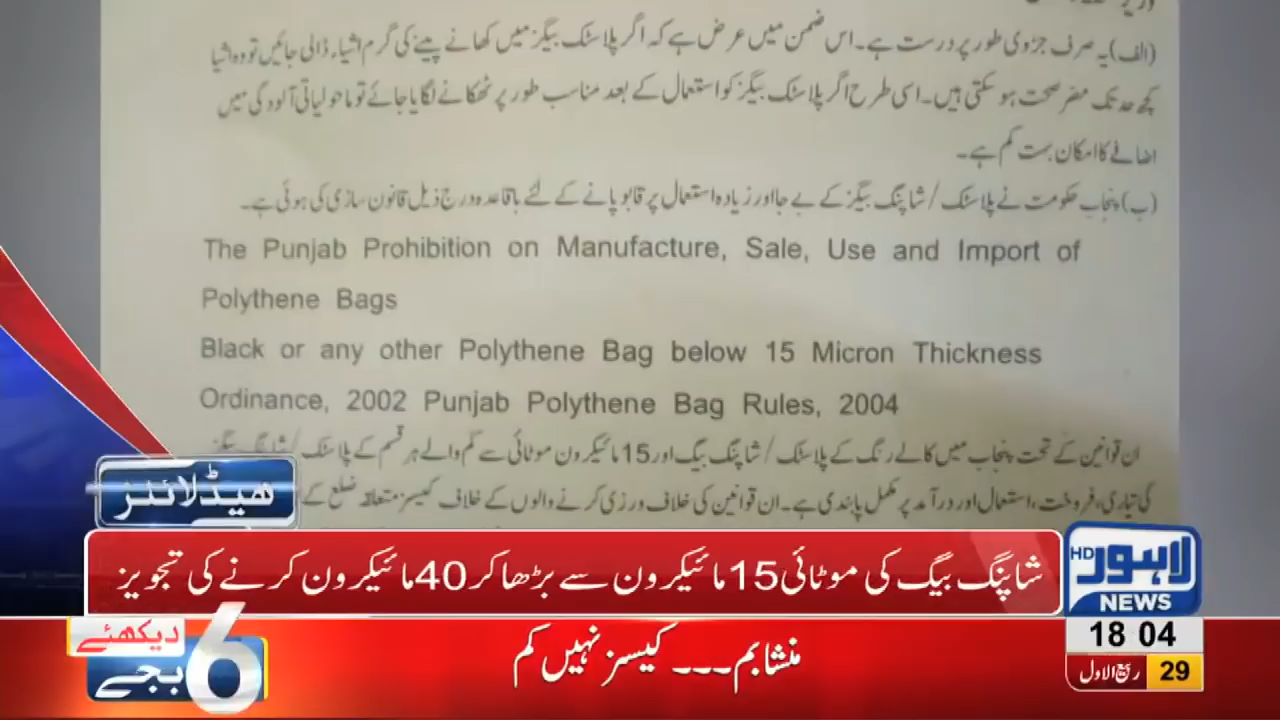 (الف) یہ صرف جزوی طور پر درست ہے۔ اس ضمن میں عرض ہے کہ اگر پلاسٹک بیگز میں کھانے پینے کی گرم اشیاء ڈالی جائیں تو وہ اشیا
کچھ حد تک مضر صحت ہو سکتی ہیں۔ اسی طرح اگر پلاسٹک بیگز کو استعمال کے بعد مناسب طور پر ٹھکانے لگایا جائے تو ماحولیاتی آلودگی میں
اضافے کا امکان بہت کم ہے۔
(ب) پنجاب حکومت نے پلاسٹک / شاپنگ بیگز کے بے جا اور زیادہ استعمال پر قابو پانے کے لئے باقاعدہ درج ذیل قانون سازی کی ہوئی ہے۔
The Punjab Prohibition on Manufacture, Sale, Use and Import of
Polythene Bags
Black or any other Polythene Bag below 15 Micron Thickness
Ordinance, 2002 Punjab Polythene Bag Rules, 2004
ان قوانین کے تحت پنجاب میں کالے رنگ کے پلاسٹک / شاپنگ بیگ اور 15 مائیکرون موٹائی سے کم والے ہر قسم کے پلاسٹک / شاپنگ بیگز
کی تیاری، فروخت، استعمال اور درآمد پر مکمل پابندی ہے۔ ان قوانین کی خلاف ورزی کرنے والوں کے خلاف کیسز متعلقہ ضلع کے
ہیڈلائنز
شاپنگ بیگ کی موٹائی 15 مائیکرون سے بڑھا کر 40 مائیکرون کرنے کی تجویز
لاہور HD
NEWS
18 04
29 ربیع الاول
دیکھئے 6 بجے
منشا بم ۔۔۔ کیسز نہیں کم